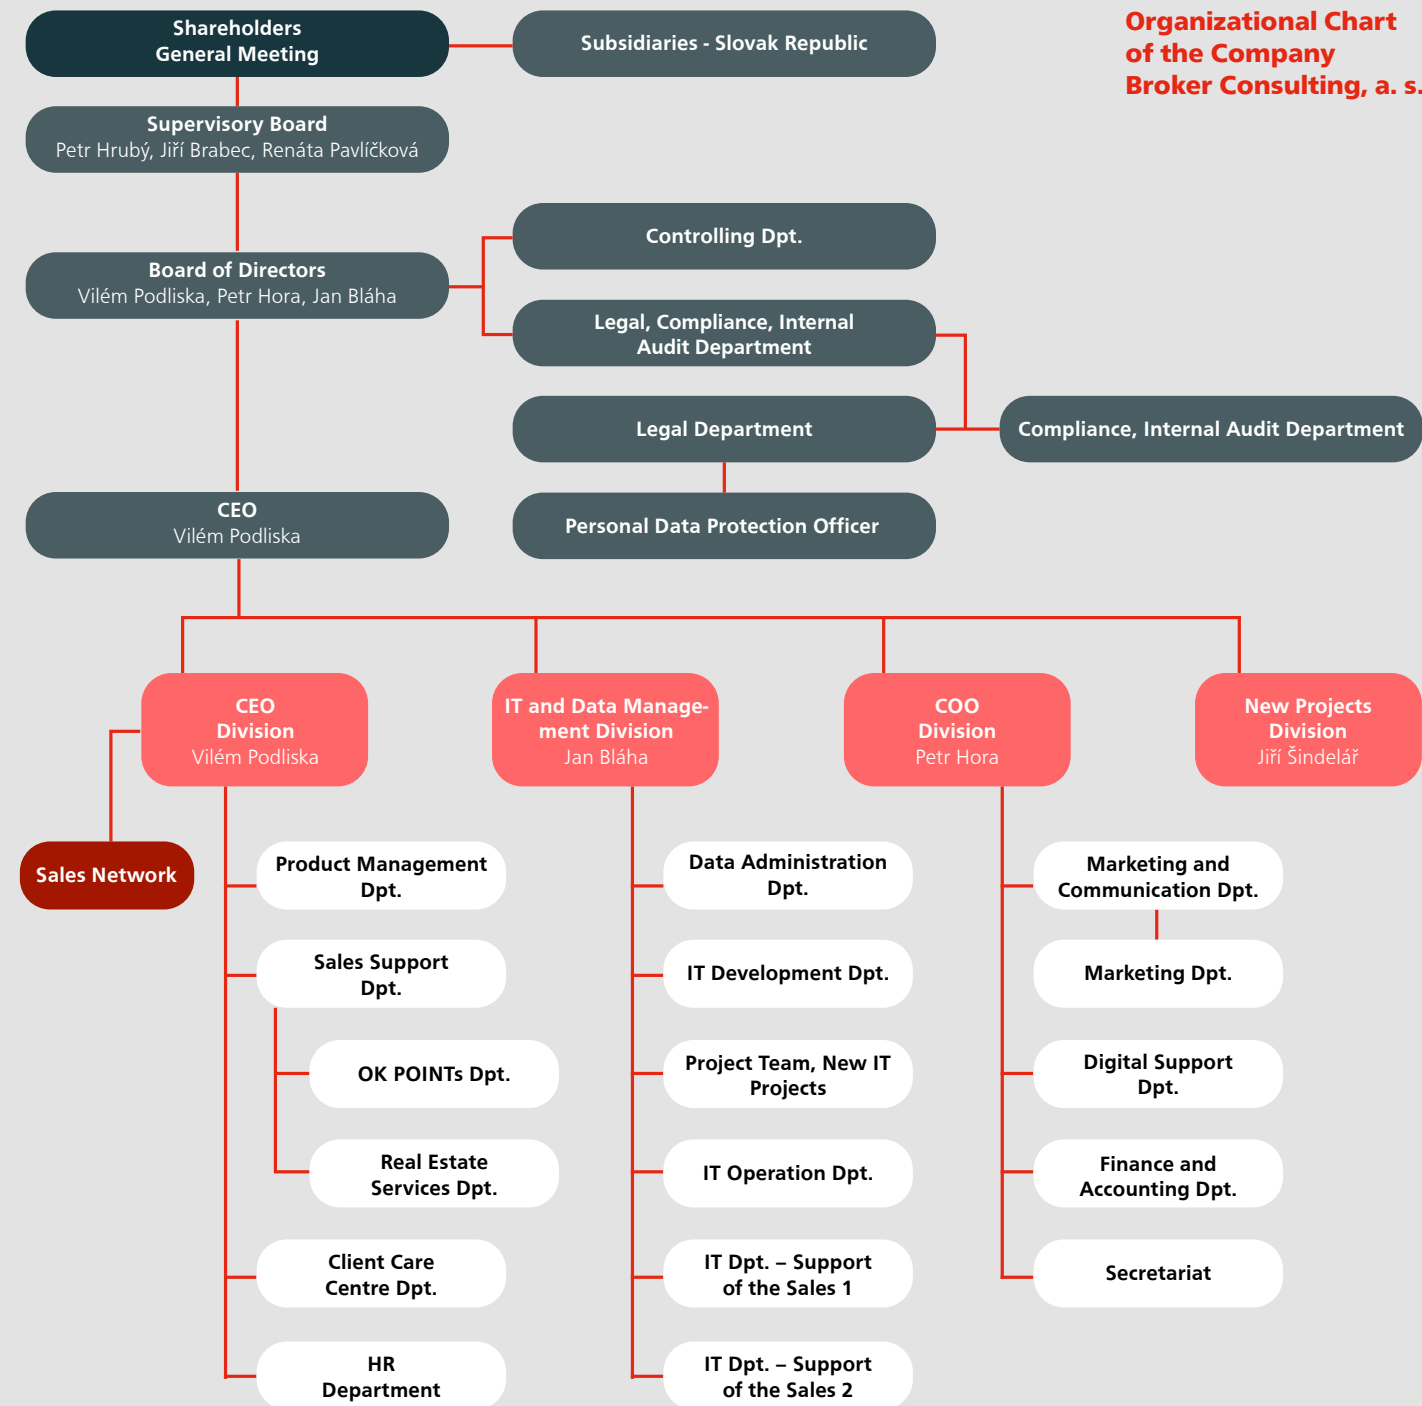 Organizational Chart
of the Company
Broker Consulting, a. s.
Shareholders
General Meeting
Subsidiaries - Slovak Republic
Supervisory Board
Petr Hrubý, Jiří Brabec, Renáta Pavlíčková
Board of Directors
Vilém Podliska, Petr Hora, Jan Bláha
Controlling Dpt.
Legal, Compliance, Internal
Audit Department
Legal Department
Compliance, Internal Audit Department
Personal Data Protection Officer
CEO
Vilém Podliska
CEO
Division
Vilém Podliska
IT and Data Manage-
ment Division
Jan Bláha
COO
Division
Petr Hora
New Projects
Division
Jiří Šindelář
Sales Network
Product Management
Dpt.
Sales Support
Dpt.
OK POINTs Dpt.
Real Estate
Services Dpt.
Client Care
Centre Dpt.
HR
Department
Data Administration
Dpt.
IT Development Dpt.
Project Team, New IT
Projects
IT Operation Dpt.
IT Dpt. – Support
of the Sales 1
IT Dpt. – Support
of the Sales 2
Marketing and
Communication Dpt.
Marketing Dpt.
Digital Support
Dpt.
Finance and
Accounting Dpt.
Secretariat